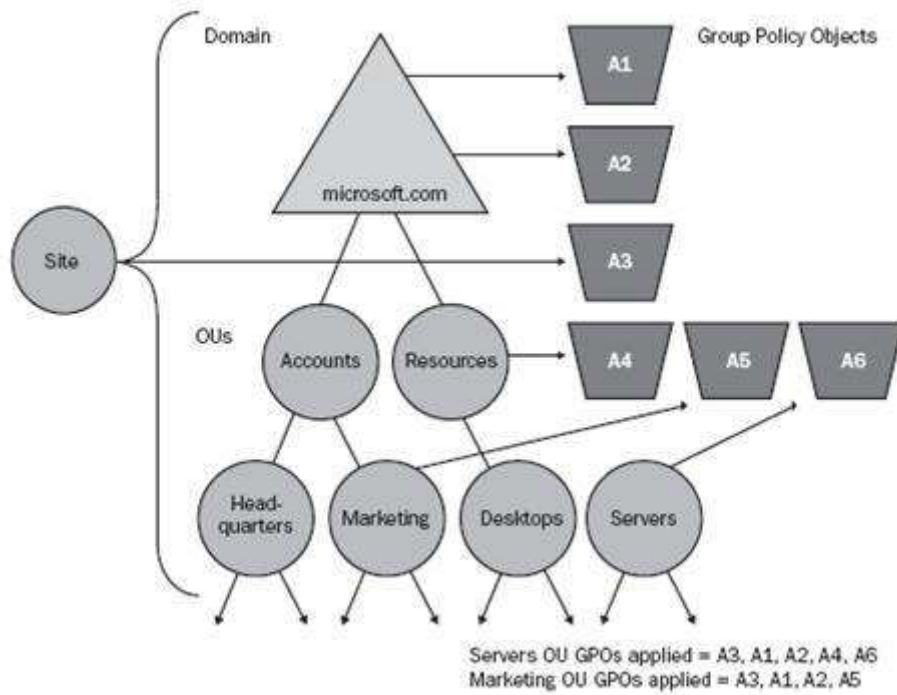 Domain
Group Policy Objects
A1
A2
microsoft.com
Site
A3
OUs
Accounts
Resources
A4
A5
A6
Head-
quarters
Marketing
Desktops
Servers
Servers OU GPOs applied = A3, A1, A2, A4, A6
Marketing OU GPOs applied = A3, A1, A2, A5